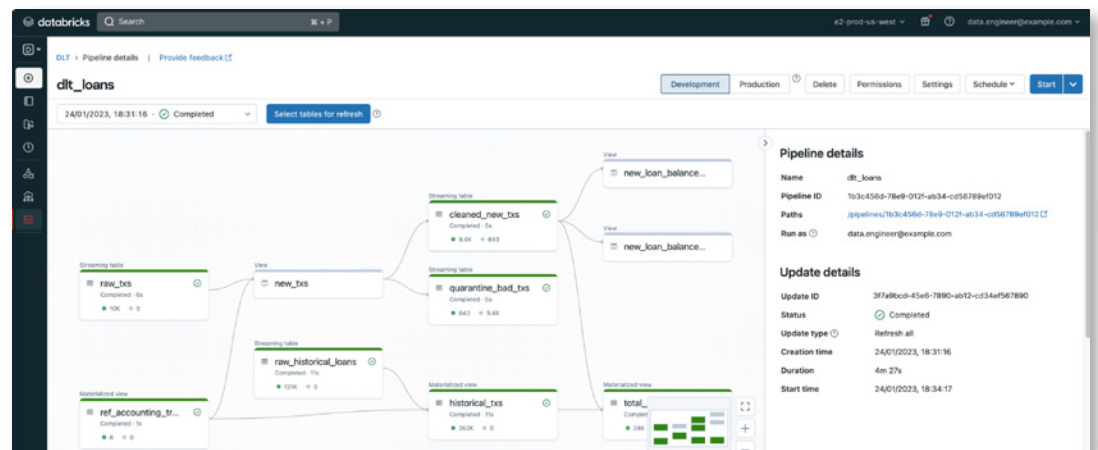 databricks
Search
⌘ + P
e2-prod-us-west
data.engineer@example.com
DLT > Pipeline details | Provide feedback
dlt_loans
Development
Production
Delete
Permissions
Settings
Schedule
Start
24/01/2023, 18:31:16 · Completed
Select tables for refresh
View
new_loan_balance...
Streaming table
cleaned_new_txs
Completed · 5s
9.4K 643
View
new_loan_balance...
Streaming table
raw_txs
Completed · 6s
10K 0
View
new_txs
Streaming table
quarantine_bad_txs
Completed · 5s
643 9.4K
Streaming table
raw_historical_loans
Completed · 11s
131K 0
Materialized view
ref_accounting_tr...
Completed · 1s
6 0
Materialized view
historical_txs
Completed · 11s
262K 0
Materialized view
total_
Complet
246
Pipeline details
Name dlt_loans
Pipeline ID 1b3c456d-78e9-012f-ab34-cd56789ef012
Paths /pipelines/1b3c456d-78e9-012f-ab34-cd56789ef012
Run as data.engineer@example.com
Update details
Update ID 3f7a9bcd-45e6-7890-ab12-cd34ef567890
Status Completed
Update type Refresh all
Creation time 24/01/2023, 18:31:16
Duration 4m 27s
Start time 24/01/2023, 18:34:17